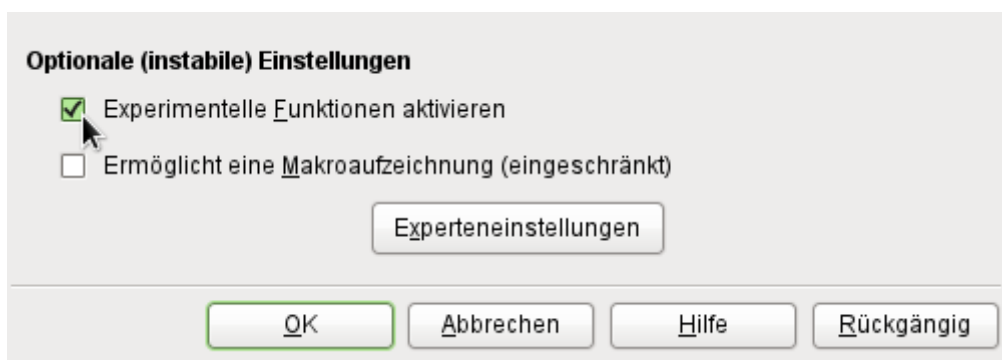 Optionale (instabile) Einstellungen
Experimentelle Funktionen aktivieren
Ermöglicht eine Makroaufzeichnung (eingeschränkt)
Experteneinstellungen
OK Abbrechen Hilfe Rückgängig